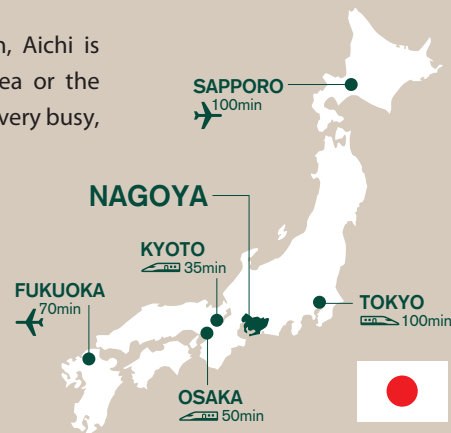 n, Aichi is
ea or the
very busy,
SAPPORO
100min
NAGOYA
KYOTO
35min
FUKUOKA
70min
TOKYO
100min
OSAKA
50min